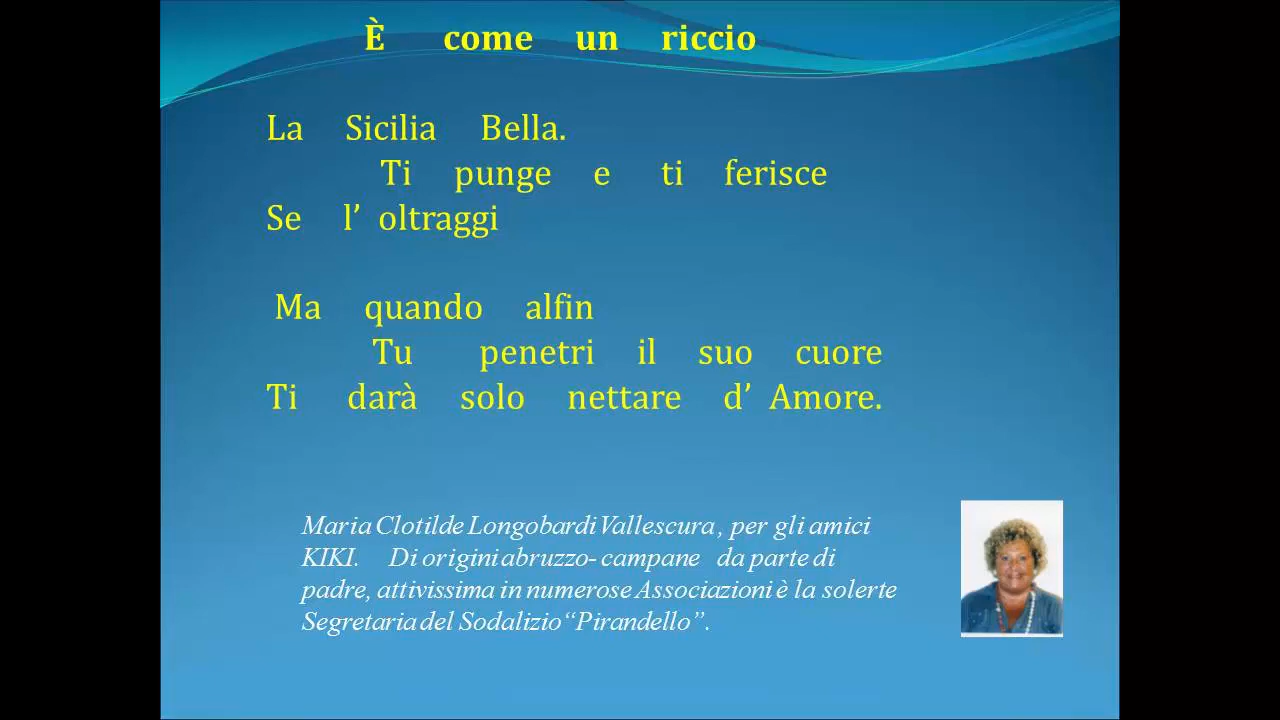 È come un riccio
La Sicilia Bella.
Ti punge e ti ferisce
Se l’ oltraggi
Ma quando alfin
Tu penetri il suo cuore
Ti darà solo nettare d’ Amore.
Maria Clotilde Longobardi Vallescura , per gli amici
KIKI. Di origini abruzzo- campane da parte di
padre, attivissima in numerose Associazioni è la solerte
Segretaria del Sodalizio “Pirandello”.